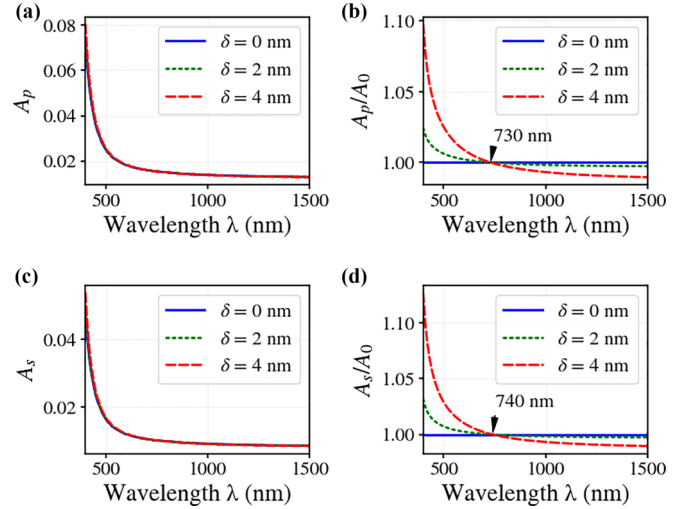 (a)
0.08
0.06
0.04
0.02
A_p
δ = 0 nm
δ = 2 nm
δ = 4 nm
500
1000
1500
Wavelength λ (nm)
(b)
1.10
1.05
1.00
A_p/A_0
δ = 0 nm
δ = 2 nm
δ = 4 nm
730 nm
500
1000
1500
Wavelength λ (nm)
(c)
0.04
0.02
A_s
δ = 0 nm
δ = 2 nm
δ = 4 nm
500
1000
1500
Wavelength λ (nm)
(d)
1.10
1.05
1.00
A_s/A_0
δ = 0 nm
δ = 2 nm
δ = 4 nm
740 nm
500
1000
1500
Wavelength λ (nm)